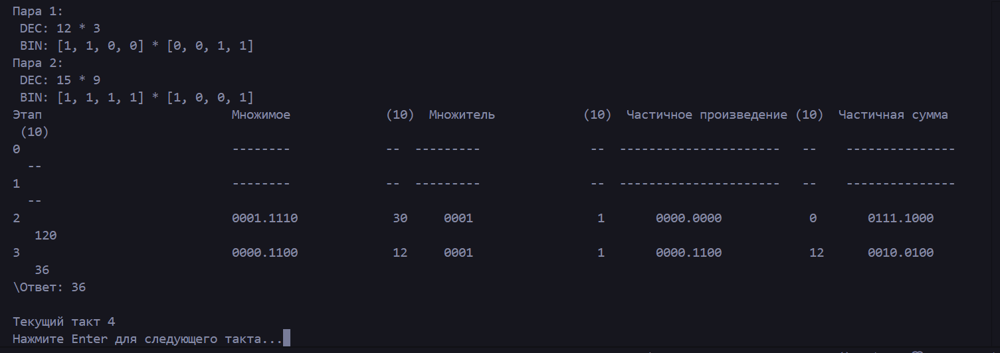 Пара 1:
DEC: 12 * 3
BIN: [1, 1, 0, 0] * [0, 0, 1, 1]
Пара 2:
DEC: 15 * 9
BIN: [1, 1, 1, 1] * [1, 0, 0, 1]
Этап Множимое (10) Множитель (10) Частичное произведение (10) Частичная сумма
(10)
0 -------- -- --------- -- ---------------------- -- ---------------
--
1 -------- -- --------- -- ---------------------- -- ---------------
--
2 0001.1110 30 0001 1 0000.0000 0 0111.1000
120
3 0000.1100 12 0001 1 0000.1100 12 0010.0100
36
\Ответ: 36
Текущий такт 4
Нажмите Enter для следующего такта...